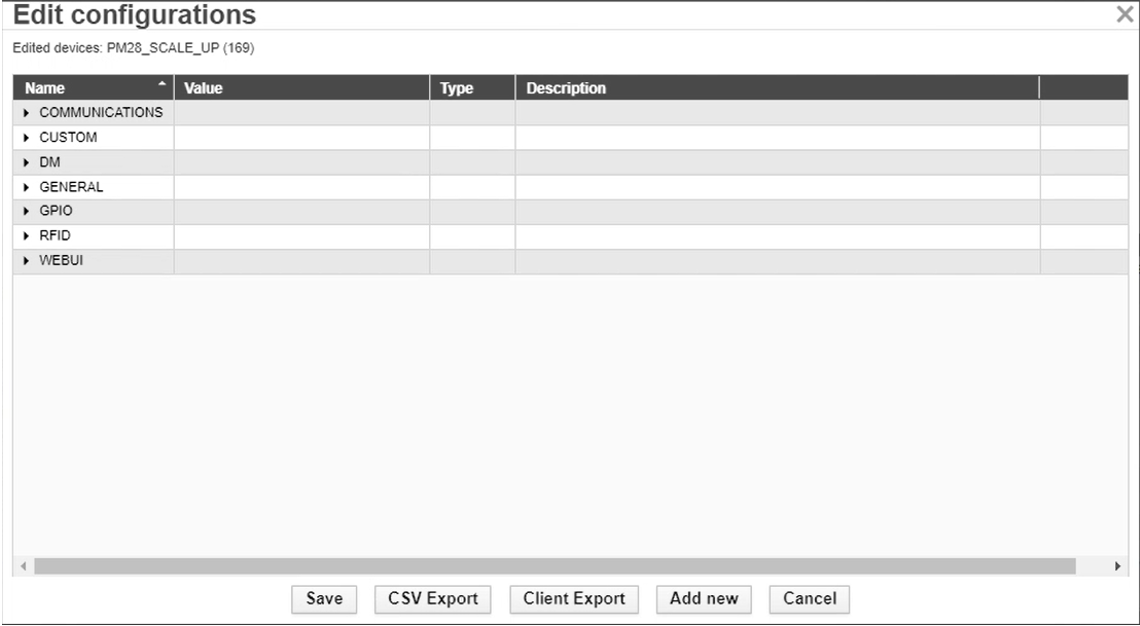 Edit configurations
Edited devices: PM28_SCALE_UP (169)
Name Value Type Description
COMMUNICATIONS
CUSTOM
DM
GENERAL
GPIO
RFID
WEBUI
Save CSV Export Client Export Add new Cancel